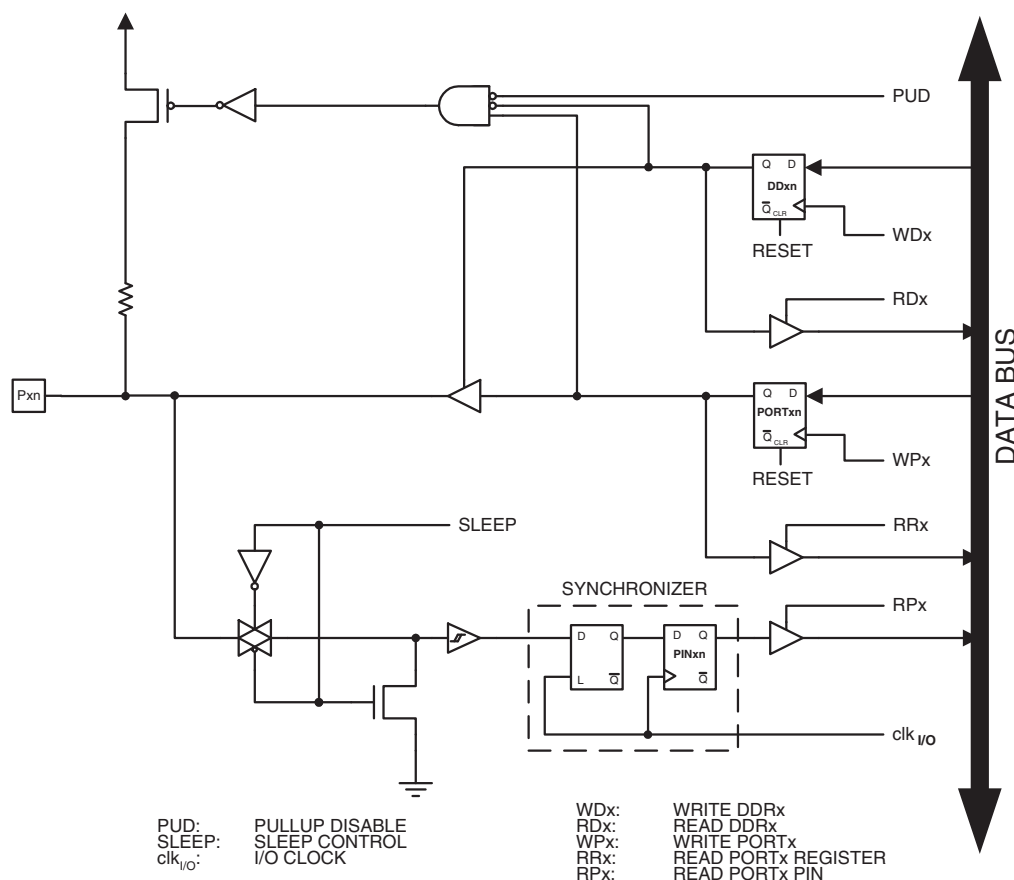 PUD
Q D
DDxn
Q CLR
WDx
RESET
RDx
Pxn
Q D
PORTxn
Q CLR
WPx
RESET
DATA BUS
SLEEP
RRx
SYNCHRONIZER
RPx
D Q
L Q
D Q
PINxn
Q
clk I/O
PUD: PULLUP DISABLE
SLEEP: SLEEP CONTROL
clkI/O: I/O CLOCK
WDx: WRITE DDRx
RDx: READ DDRx
WPx: WRITE PORTx
RRx: READ PORTx REGISTER
RPx: READ PORTx PIN